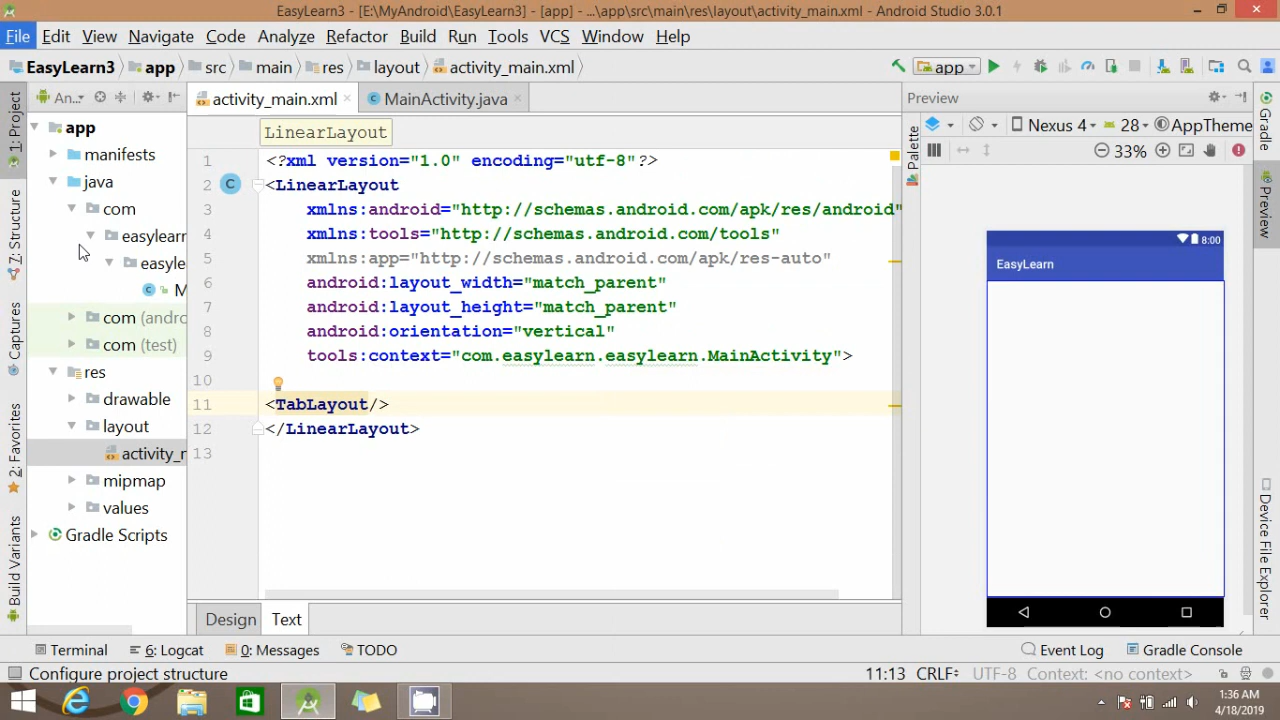 EasyLearn3 - [E:\MyAndroid\EasyLearn3] - [app] - ...\app\src\main\res\layout\activity_main.xml - Android Studio 3.0.1
File Edit View Navigate Code Analyze Refactor Build Run Tools VCS Window Help
EasyLearn3 app src main res layout activity_main.xml app
An... activity_main.xml MainActivity.java Preview
LinearLayout
Nexus 4 28 AppTheme
33%
1: Project
7: Structure
Captures
2: Favorites
Build Variants
app
manifests
java
com
easylearn
easyle
M
com (andro
com (test)
res
drawable
layout
activity_m
mipmap
values
Gradle Scripts
1 <?xml version="1.0" encoding="utf-8"?>
2 <LinearLayout
3 xmlns:android="http://schemas.android.com/apk/res/android"
4 xmlns:tools="http://schemas.android.com/tools"
5 xmlns:app="http://schemas.android.com/apk/res-auto"
6 android:layout_width="match_parent"
7 android:layout_height="match_parent"
8 android:orientation="vertical"
9 tools:context="com.easylearn.easylearn.MainActivity">
10
11 <TabLayout/>
12 </LinearLayout>
13
Design Text
Palette
8:00
EasyLearn
Gradle
Preview
Device File Explorer
Terminal 6: Logcat 0: Messages TODO Event Log Gradle Console
Configure project structure 11:13 CRLF UTF-8 Context: <no context>
1:36 AM
4/18/2019